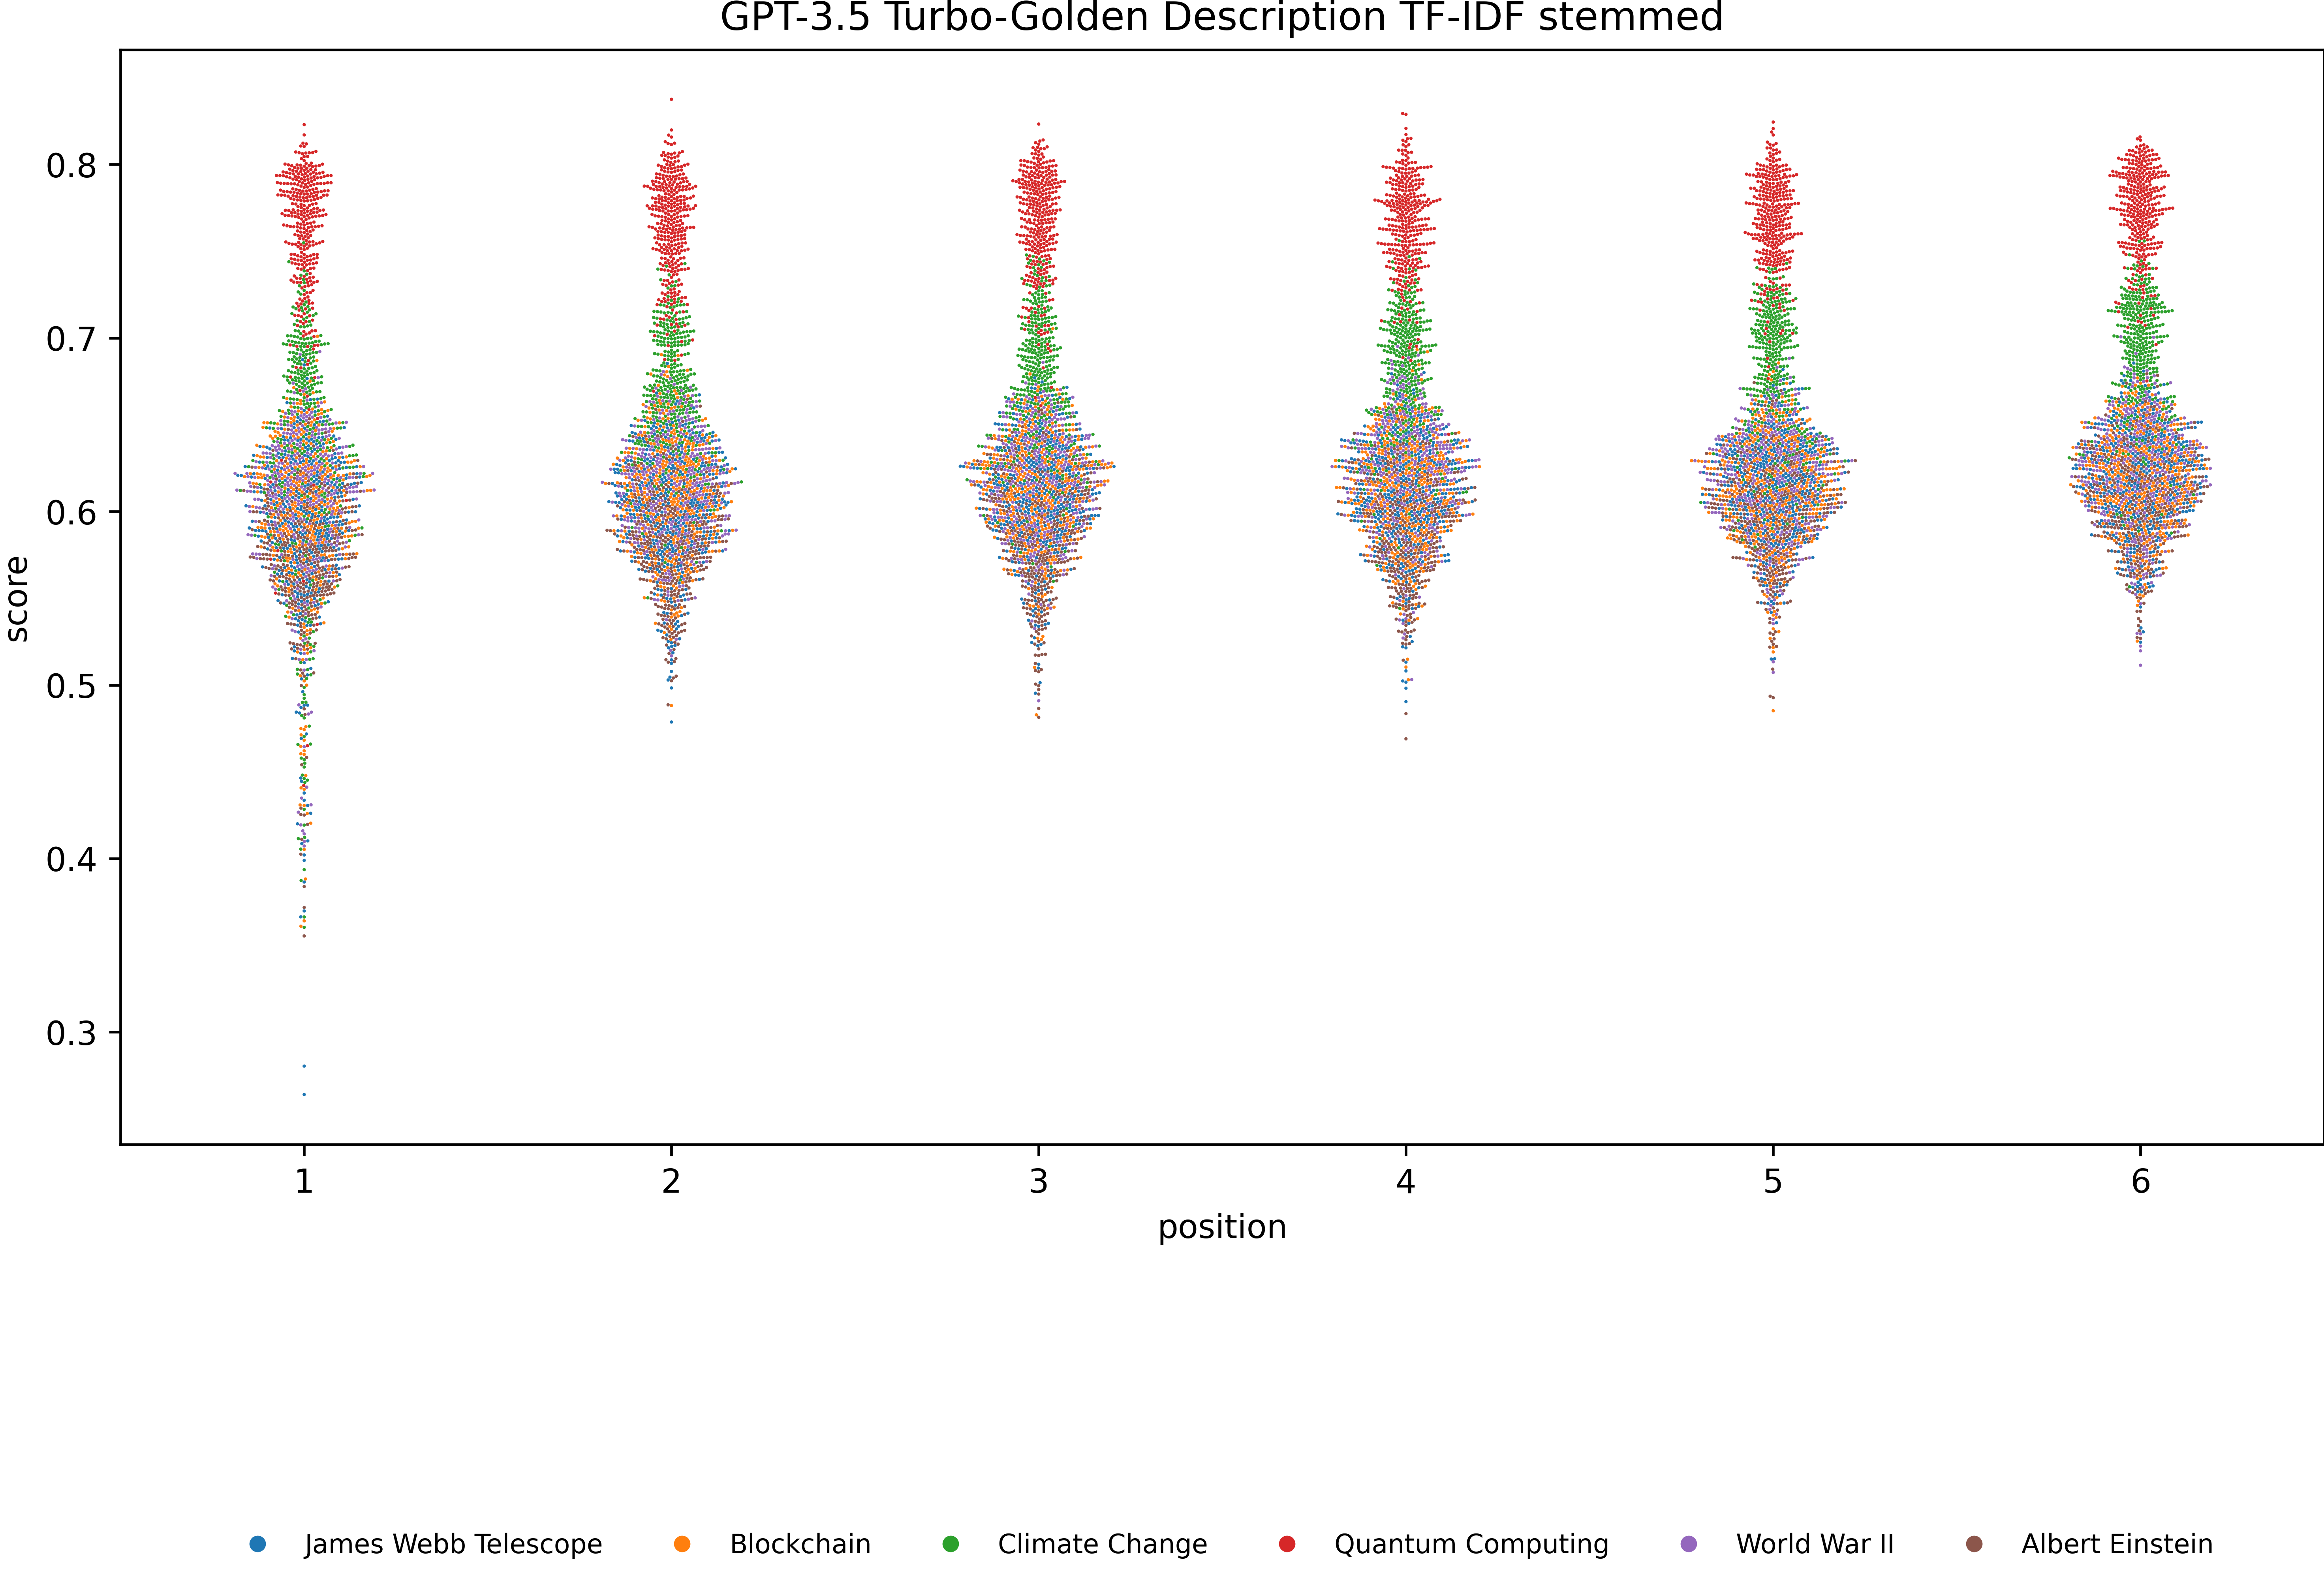 GPT-3.5 Turbo-Golden Description TF-IDF stemmed
score
0.8
0.7
0.6
0.5
0.4
0.3
1 2 3 4 5 6
position
James Webb Telescope Blockchain Climate Change Quantum Computing World War II Albert Einstein